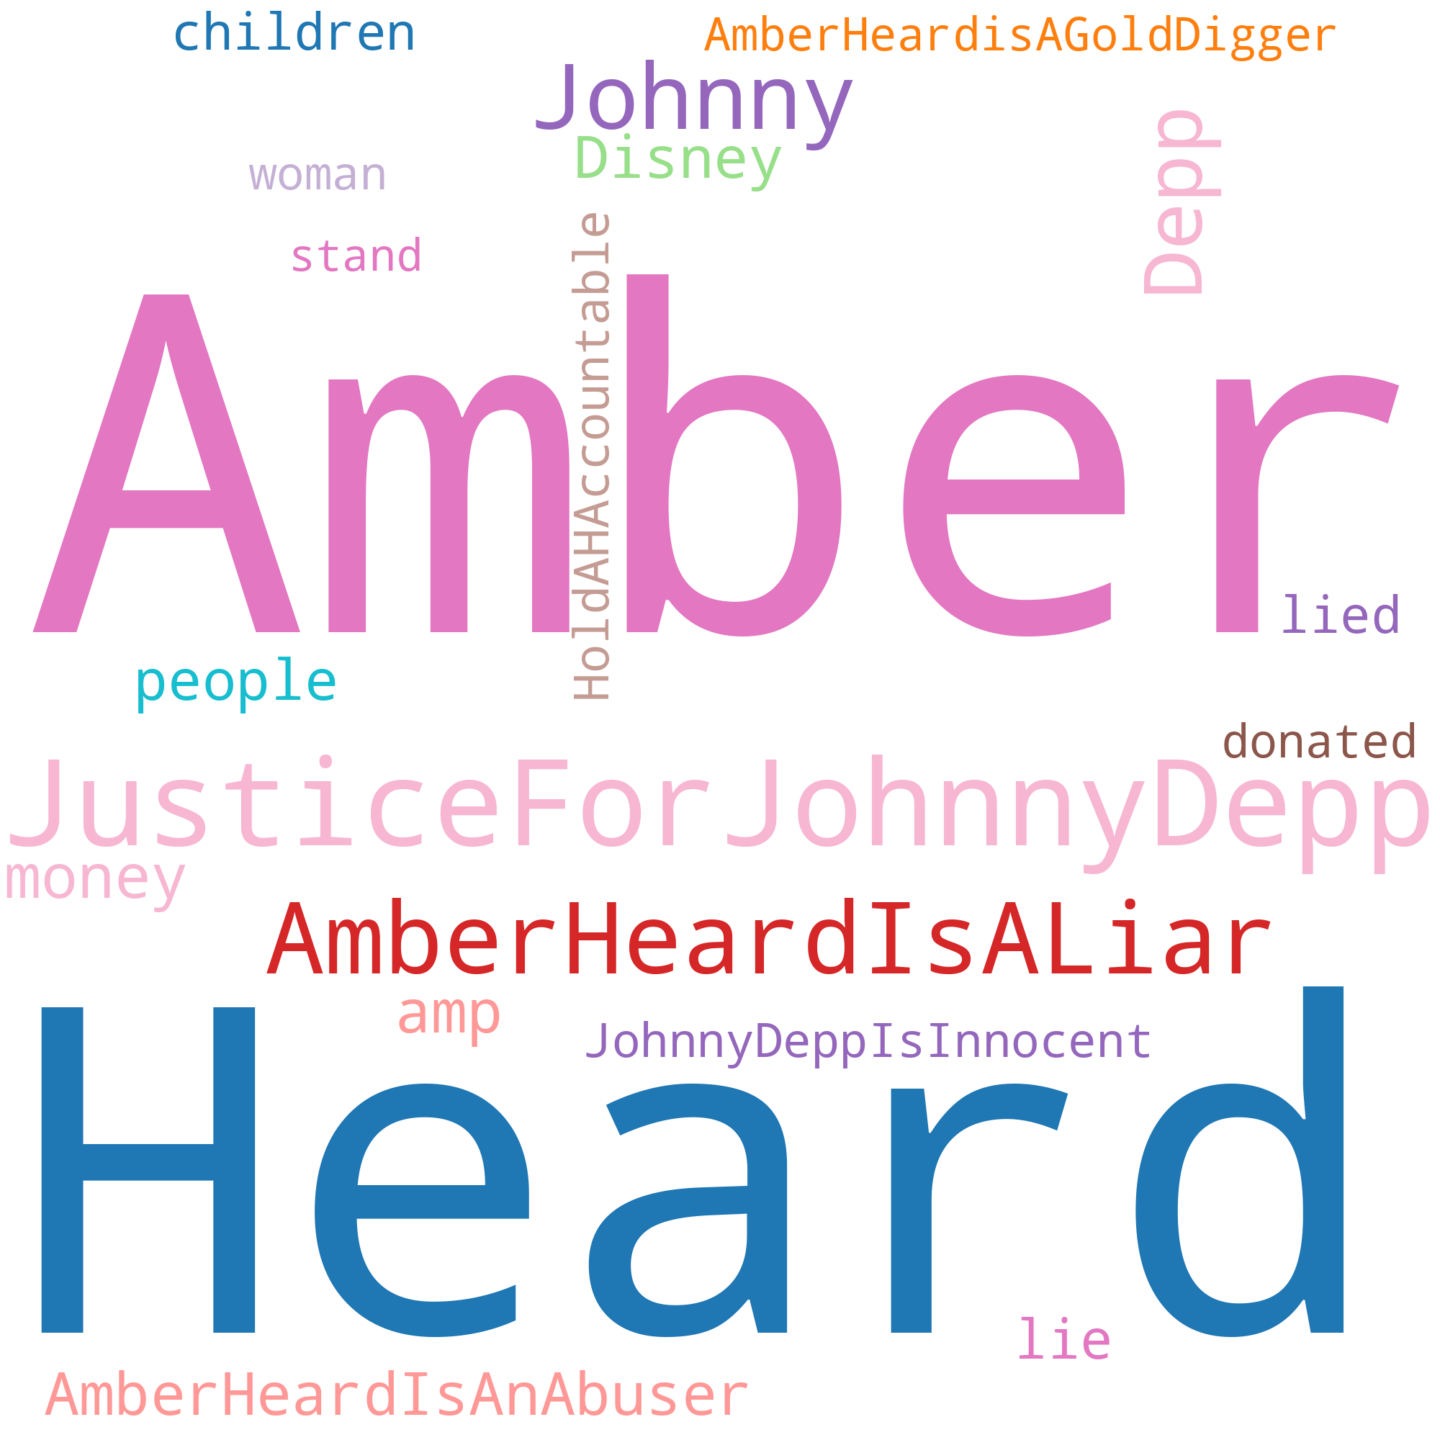 children
AmberHeardisAGoldDigger
Johnny
Disney
Depp
woman
stand
HoldAHAccountable
Amber
lied
people
donated
JusticeForJohnnyDepp
money
AmberHeardIsALiar
amp
JohnnyDeppIsInnocent
Heard
lie
AmberHeardIsAnAbuser